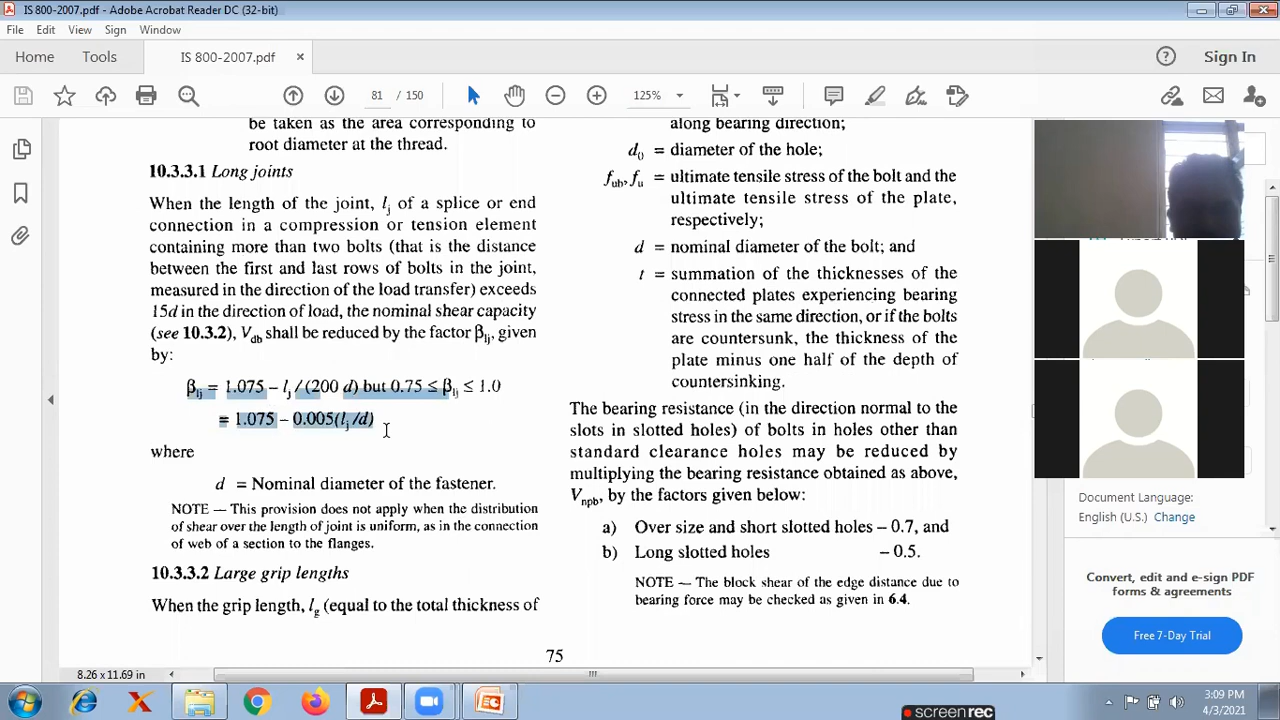 IS 800-2007.pdf - Adobe Acrobat Reader DC (32-bit)
File Edit View Sign Window
Home Tools IS 800-2007.pdf × Sign In
81 / 150 125%
be taken as the area corresponding to
root diameter at the thread.
10.3.3.1 Long joints
When the length of the joint, lj of a splice or end
connection in a compression or tension element
containing more than two bolts (that is the distance
between the first and last rows of bolts in the joint,
measured in the direction of the load transfer) exceeds
15d in the direction of load, the nominal shear capacity
(see 10.3.2), Vdb shall be reduced by the factor βlj, given
by:
βlj = 1.075 – lj / (200 d) but 0.75 ≤ βlj ≤ 1.0
= 1.075 – 0.005(lj /d)
where
d = Nominal diameter of the fastener.
NOTE — This provision does not apply when the distribution
of shear over the length of joint is uniform, as in the connection
of web of a section to the flanges.
10.3.3.2 Large grip lengths
When the grip length, lg (equal to the total thickness of
along bearing direction;
d0 = diameter of the hole;
fub, fu = ultimate tensile stress of the bolt and the
ultimate tensile stress of the plate,
respectively;
d = nominal diameter of the bolt; and
t = summation of the thicknesses of the
connected plates experiencing bearing
stress in the same direction, or if the bolts
are countersunk, the thickness of the
plate minus one half of the depth of
countersinking.
The bearing resistance (in the direction normal to the
slots in slotted holes) of bolts in holes other than
standard clearance holes may be reduced by
multiplying the bearing resistance obtained as above,
Vnpb, by the factors given below:
a) Over size and short slotted holes – 0.7, and
b) Long slotted holes – 0.5.
NOTE — The block shear of the edge distance due to
bearing force may be checked as given in 6.4.
75
8.26 x 11.69 in
Document Language:
English (U.S.) Change
Convert, edit and e-sign PDF
forms & agreements
Free 7-Day Trial
3:09 PM
4/3/2021
screenrec